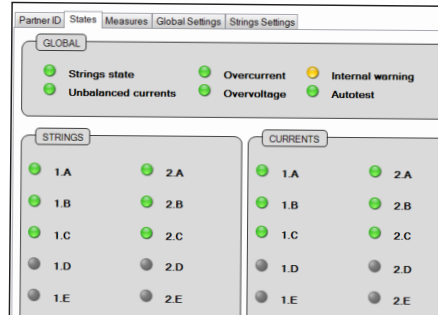 Partner ID States Measures Global Settings Strings Settings
GLOBAL
Strings state Overcurrent Internal warning
Unbalanced currents Overvoltage Autotest
STRINGS CURRENTS
1.A 2.A 1.A 2.A
1.B 2.B 1.B 2.B
1.C 2.C 1.C 2.C
1.D 2.D 1.D 2.D
1.E 2.E 1.E 2.E